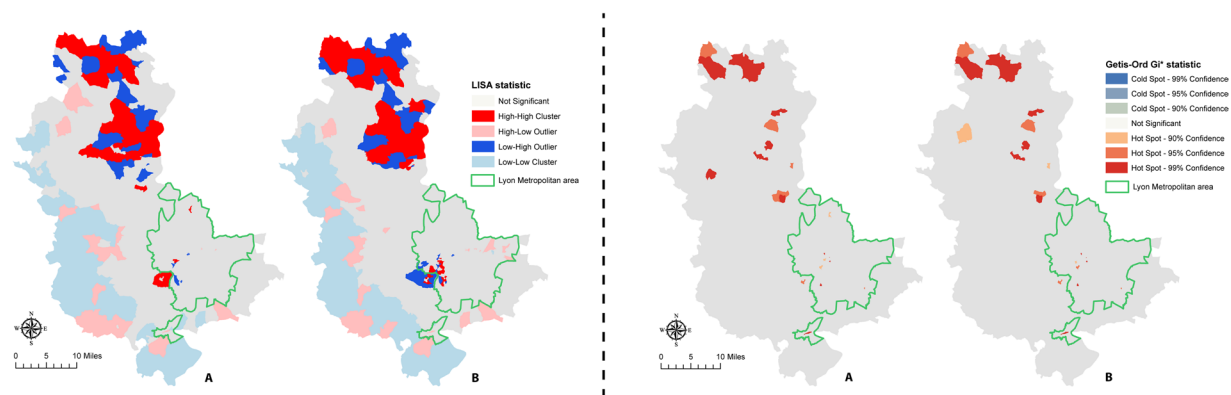 LISA statistic
Not Significant
High-High Cluster
High-Low Outlier
Low-High Outlier
Low-Low Cluster
Lyon Metropolitan area
N
W E
S
0 5 10 Miles
A
B
Getis-Ord Gi* statistic
Cold Spot - 99% Confidence
Cold Spot - 95% Confidence
Cold Spot - 90% Confidence
Not Significant
Hot Spot - 90% Confidence
Hot Spot - 95% Confidence
Hot Spot - 99% Confidence
Lyon Metropolitan area
N
W E
S
0 5 10 Miles
A
B